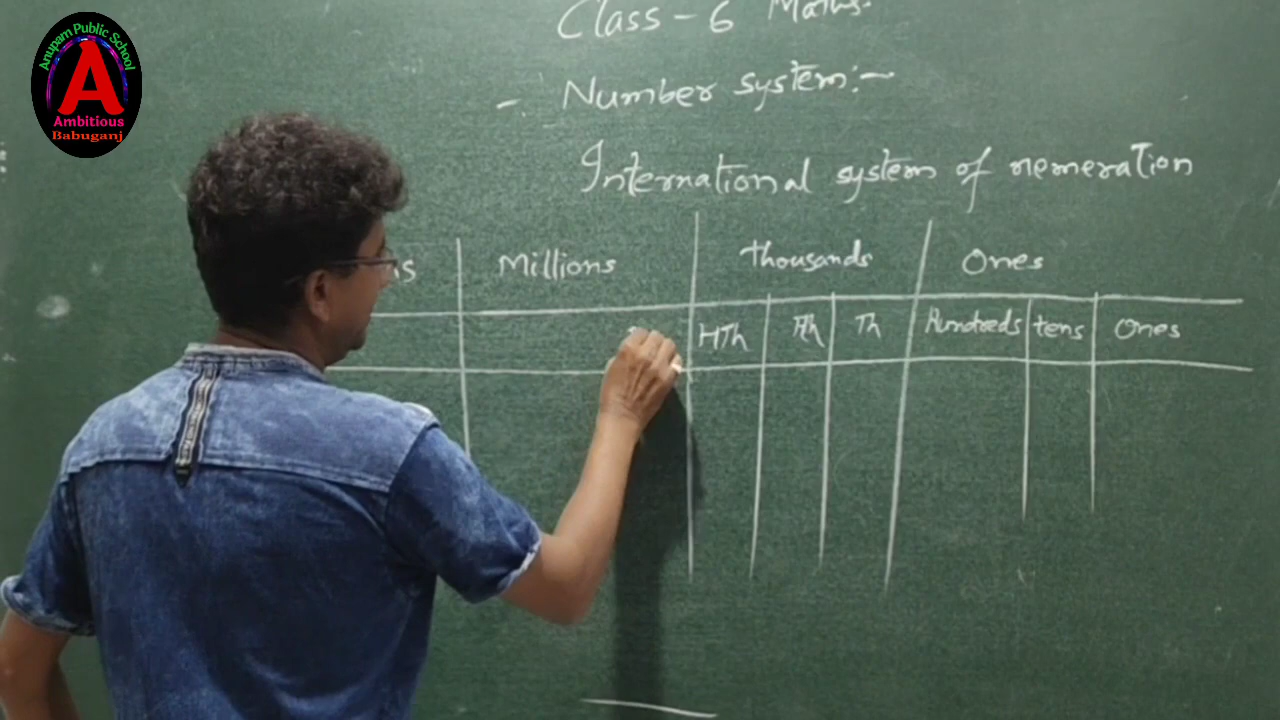 Anupam Public School
A
Ambitious
Babuganj
Class - 6 Maths.
- Number system:-
International system of nemeration
Millions thousands Ones
HTh Th Hundreds tens Ones